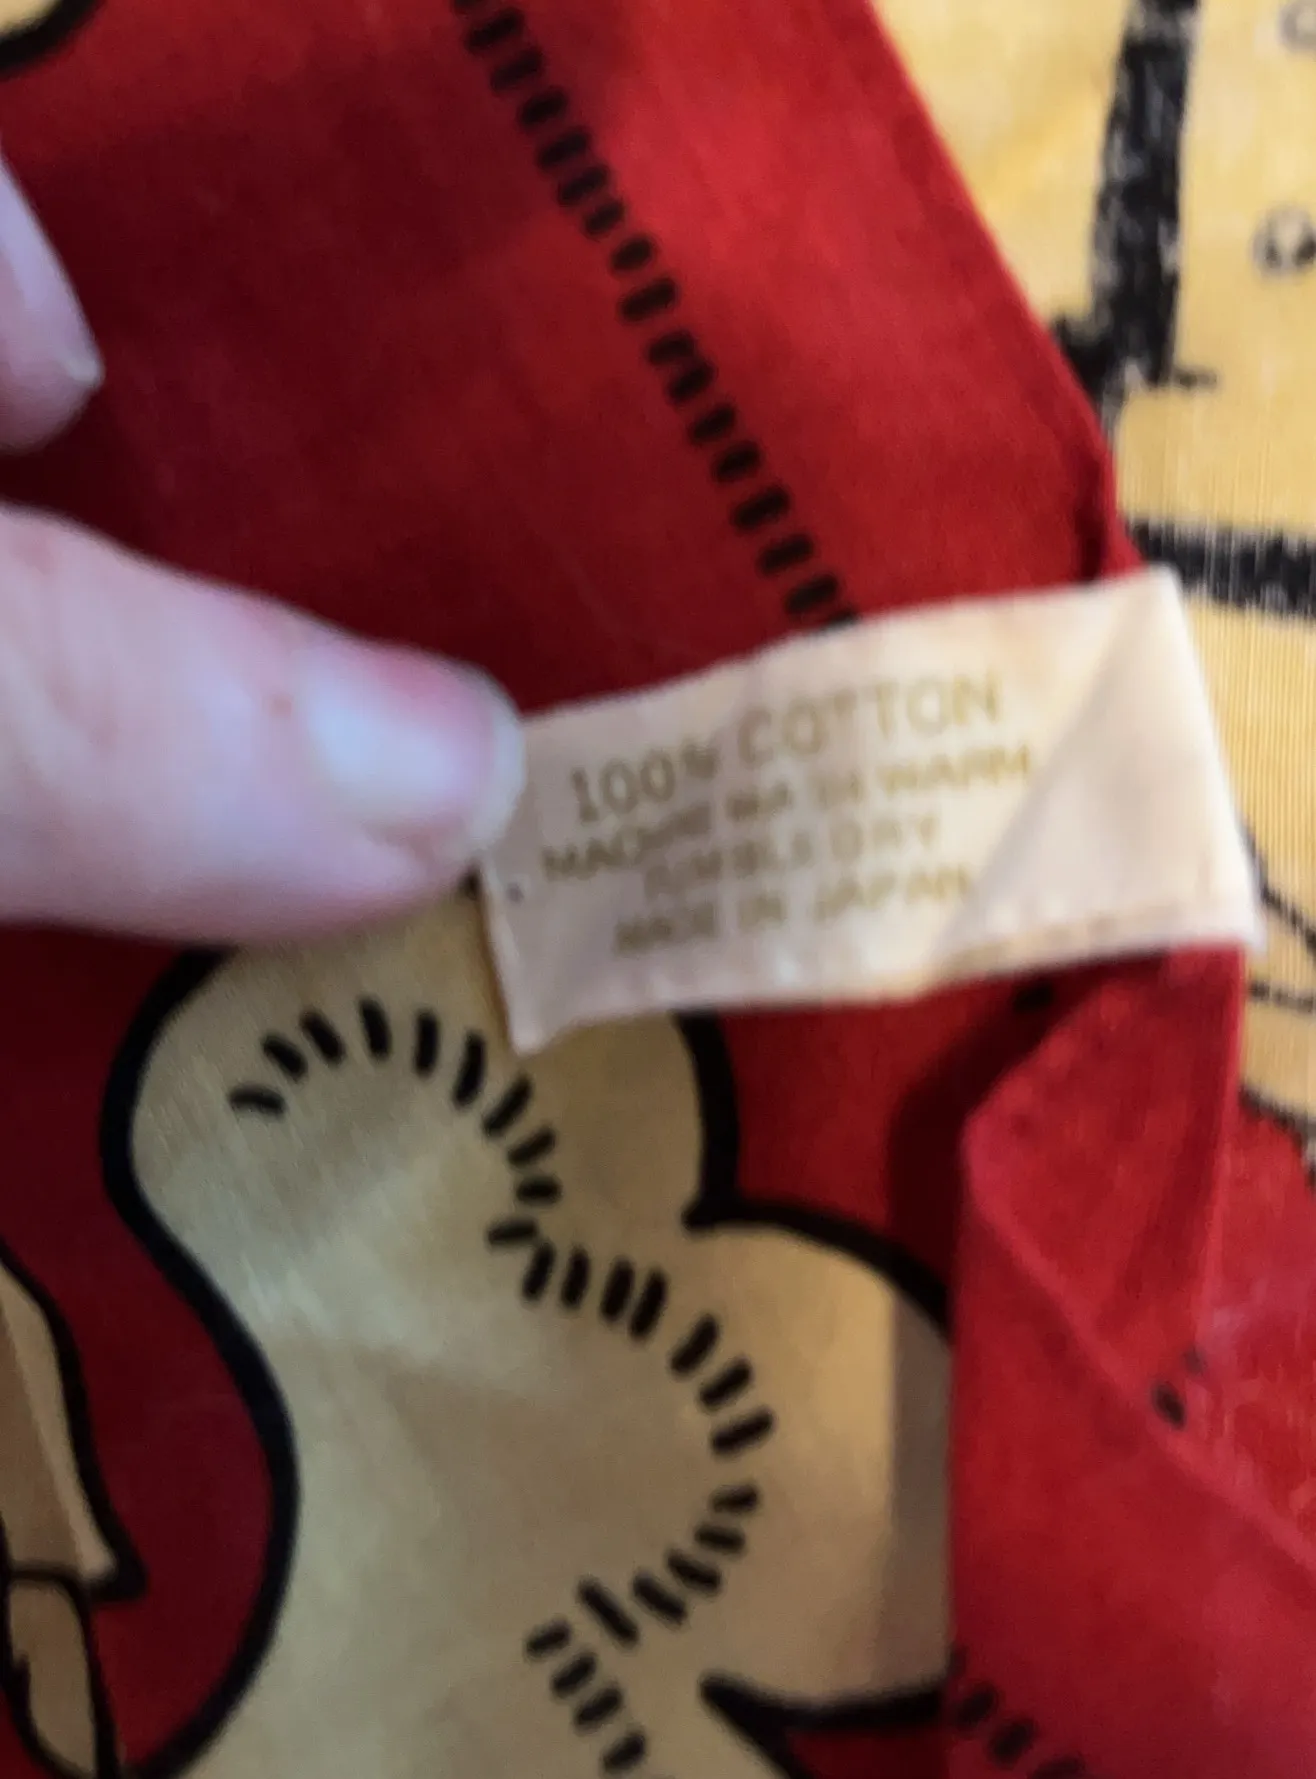 100% COTTON
MACHINE WASH WARM
TUMBLE DRY
MADE IN JAPAN